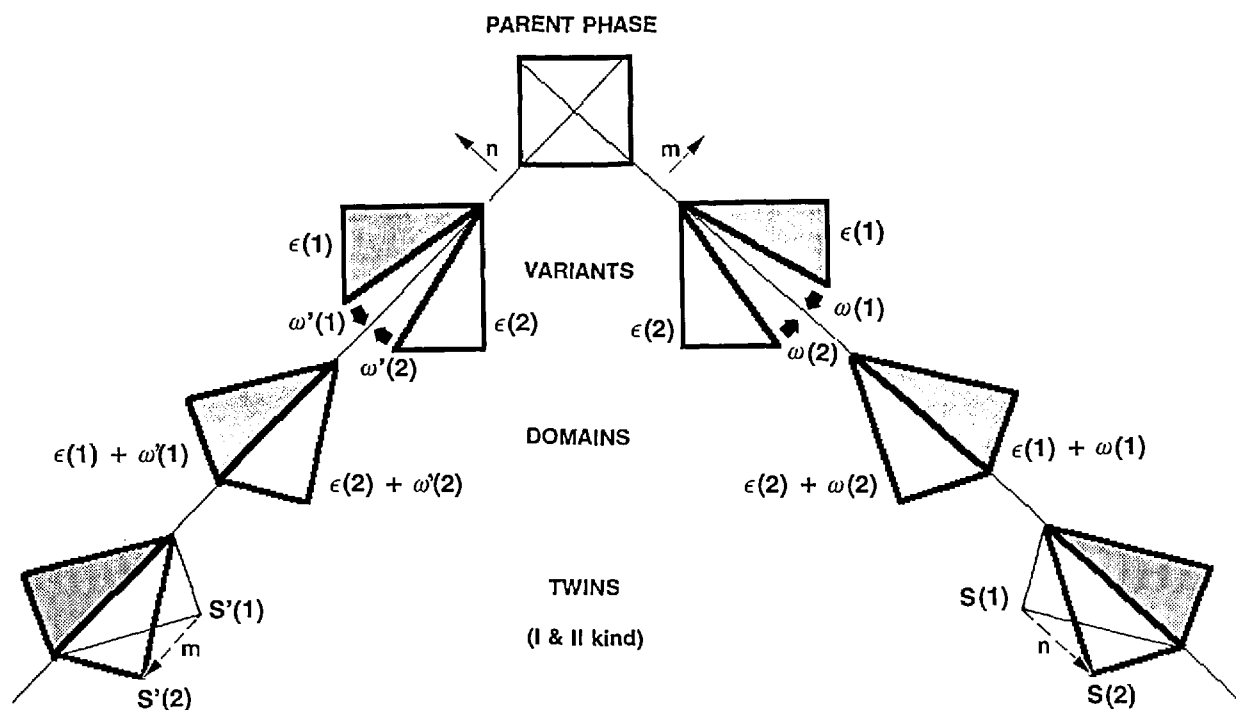 PARENT PHASE
n
m
ϵ(1)
ϵ(1)
VARIANTS
ω'(1)
ϵ(2)
ϵ(2)
ω(1)
ω'(2)
ω(2)
DOMAINS
ϵ(1) + ω'(1)
ϵ(1) + ω(1)
ϵ(2) + ω'(2)
ϵ(2) + ω(2)
TWINS
S'(1)
S(1)
(I & II kind)
m
n
S'(2)
S(2)